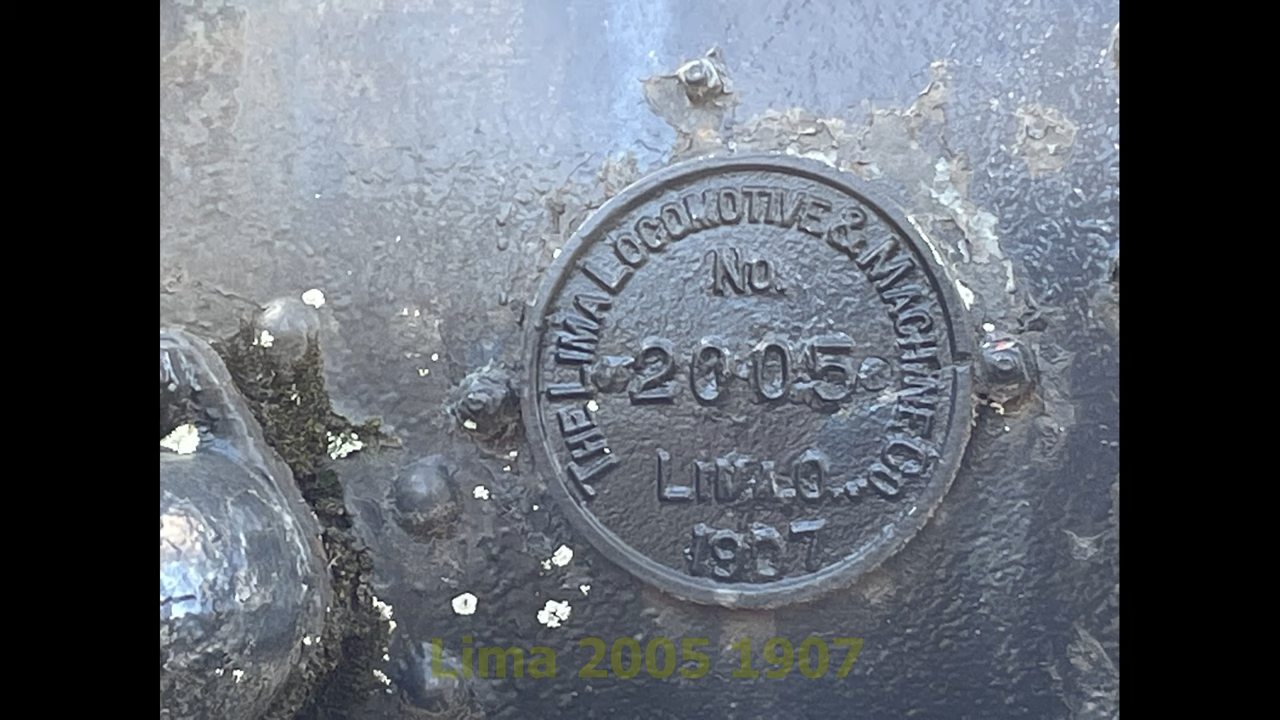 THE LIMA LOCOMOTIVE & MACHINE CO
No.
2005
LIMA.O.
1907
Lima 2005 1907